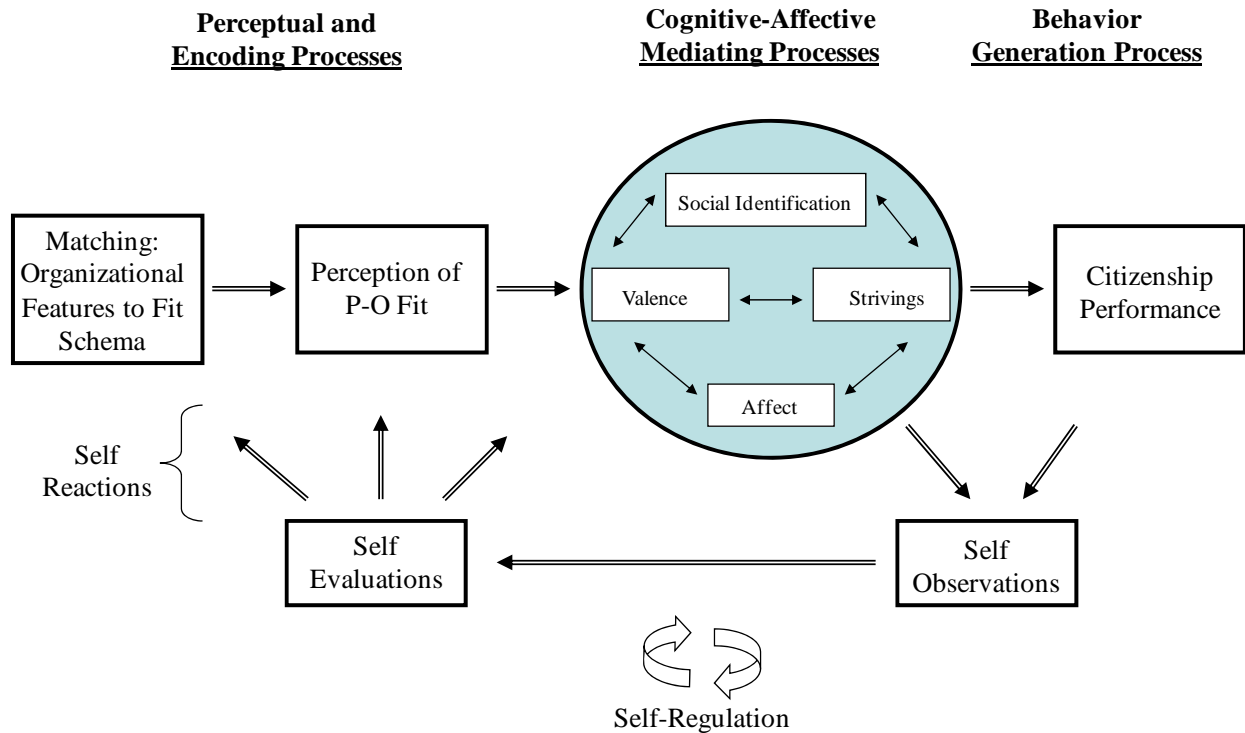 Perceptual and
Encoding Processes
Cognitive-Affective
Mediating Processes
Behavior
Generation Process
Matching:
Organizational
Features to Fit
Schema
Perception of
P-O Fit
Social Identification
Valence
Strivings
Affect
Citizenship
Performance
Self
Reactions
Self
Evaluations
Self
Observations
Self-Regulation